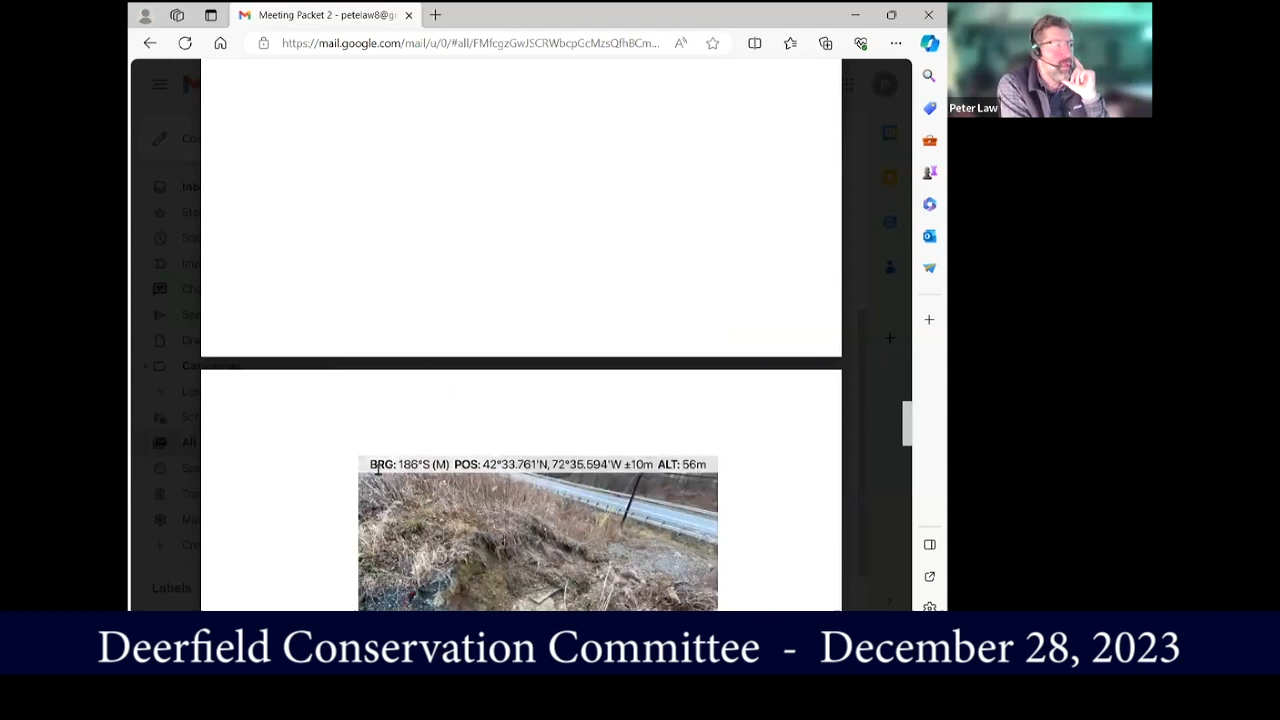 Meeting Packet 2 - petelaw8@g
https://mail.google.com/mail/u/0/#all/FMfcgzGwJSCRWbcpGcMzsQfhBCm...
Peter Law
Inb
Labels
BRG: 186°S (M) POS: 42°33.761'N, 72°35.594'W ±10m ALT: 56m
Deerfield Conservation Committee - December 28, 2023